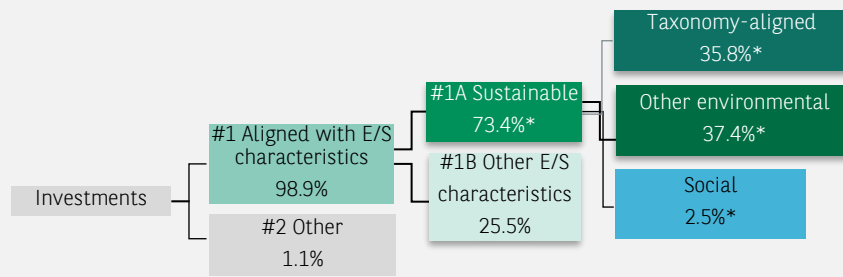 Investments
#1 Aligned with E/S
characteristics
98.9%
#2 Other
1.1%
#1A Sustainable
73.4%*
#1B Other E/S
characteristics
25.5%
Taxonomy-aligned
35.8%*
Other environmental
37.4%*
Social
2.5%*